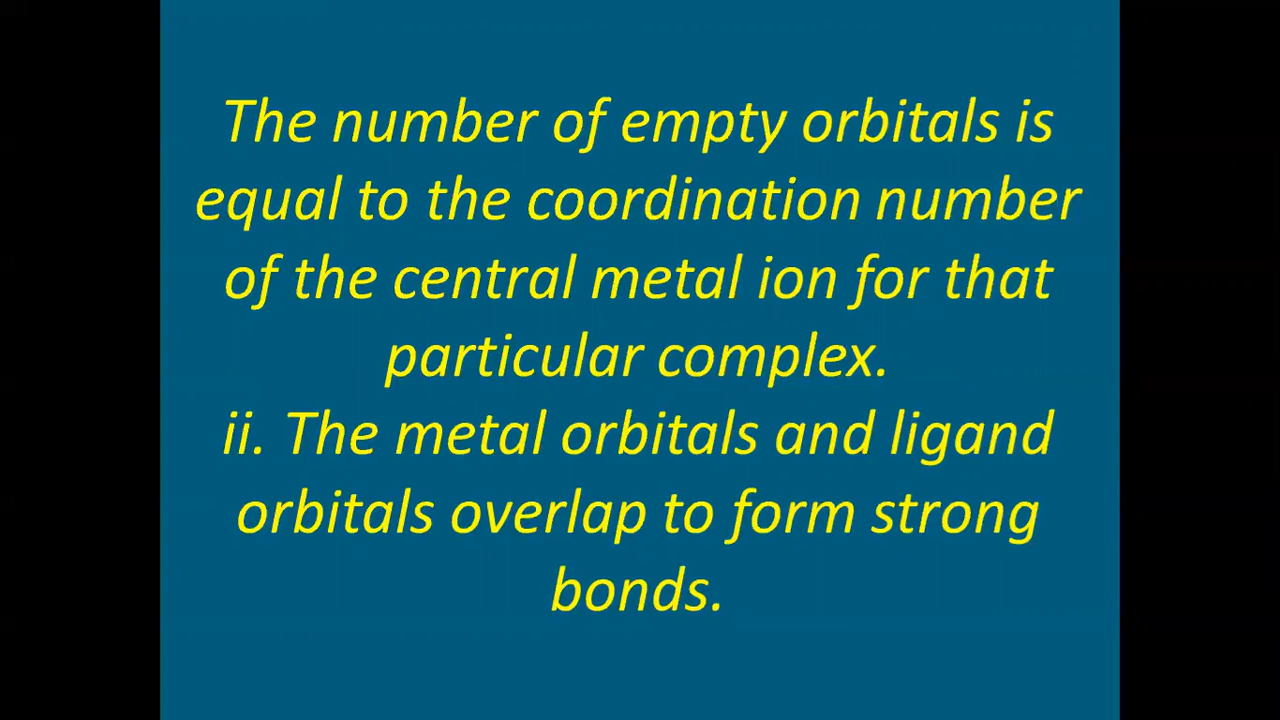 The number of empty orbitals is
equal to the coordination number
of the central metal ion for that
particular complex.
ii. The metal orbitals and ligand
orbitals overlap to form strong
bonds.